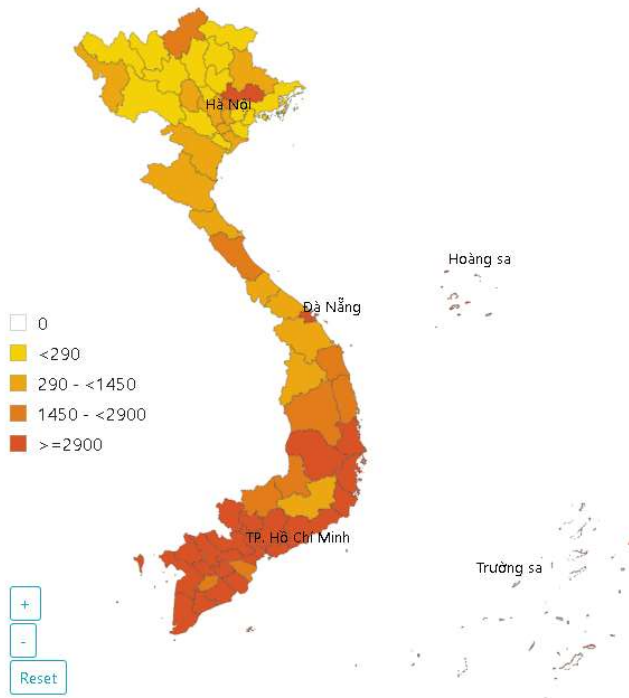 Hà Nội
Hoàng sa
Đà Nẵng
0
<290
290 - <1450
1450 - <2900
>=2900
TP. Hồ Chí Minh
Trường sa
+
-
Reset